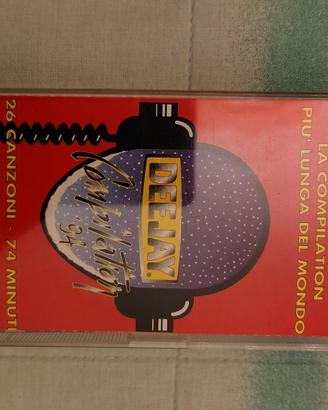 LA COMPILATION
PIU' LUNGA DEL MONDO
DEEJAY!
Compilation
'94
26 CANZONI - 74 MINUTI